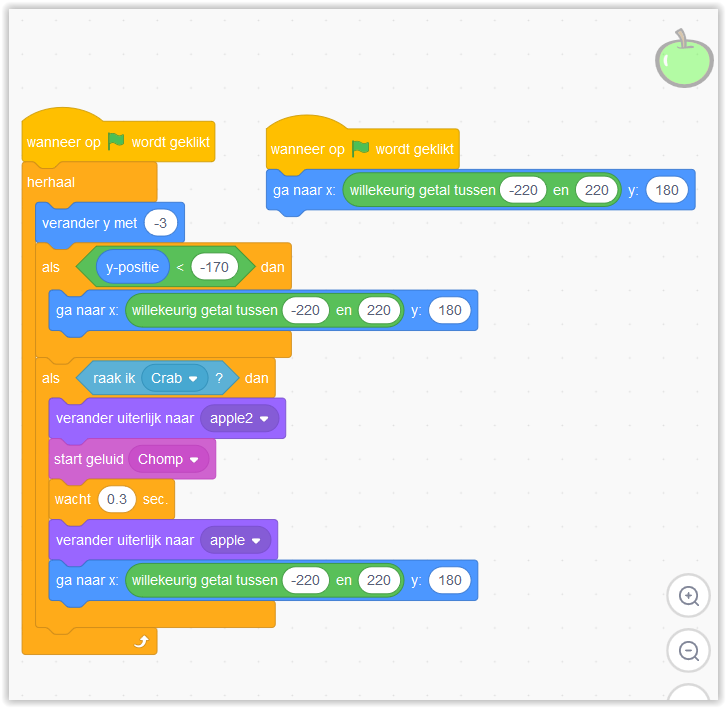 wanneer op wordt geklikt
herhaal
verander y met -3
als y-positie < -170 dan
ga naar x: willekeurig getal tussen -220 en 220 y: 180
als raak ik Crab ? dan
verander uiterlijk naar apple2
start geluid Chomp
wacht 0.3 sec.
verander uiterlijk naar apple
ga naar x: willekeurig getal tussen -220 en 220 y: 180
wanneer op wordt geklikt
ga naar x: willekeurig getal tussen -220 en 220 y: 180